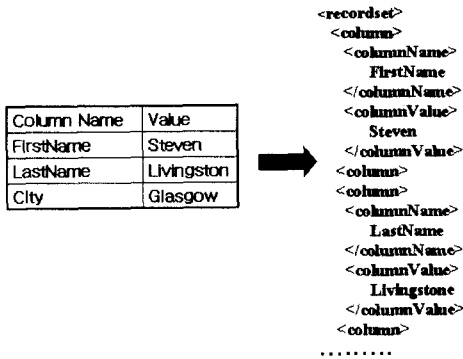 Column Name Value
FirstName Steven
LastName Livingston
City Glasgow
<recordset>
<column>
<columnName>
FirstName
</columnName>
<columnValue>
Steven
</columnValue>
<column>
<column>
<columnName>
LastName
</columnName>
<columnValue>
Livingstone
</columnValue>
<column>
.........